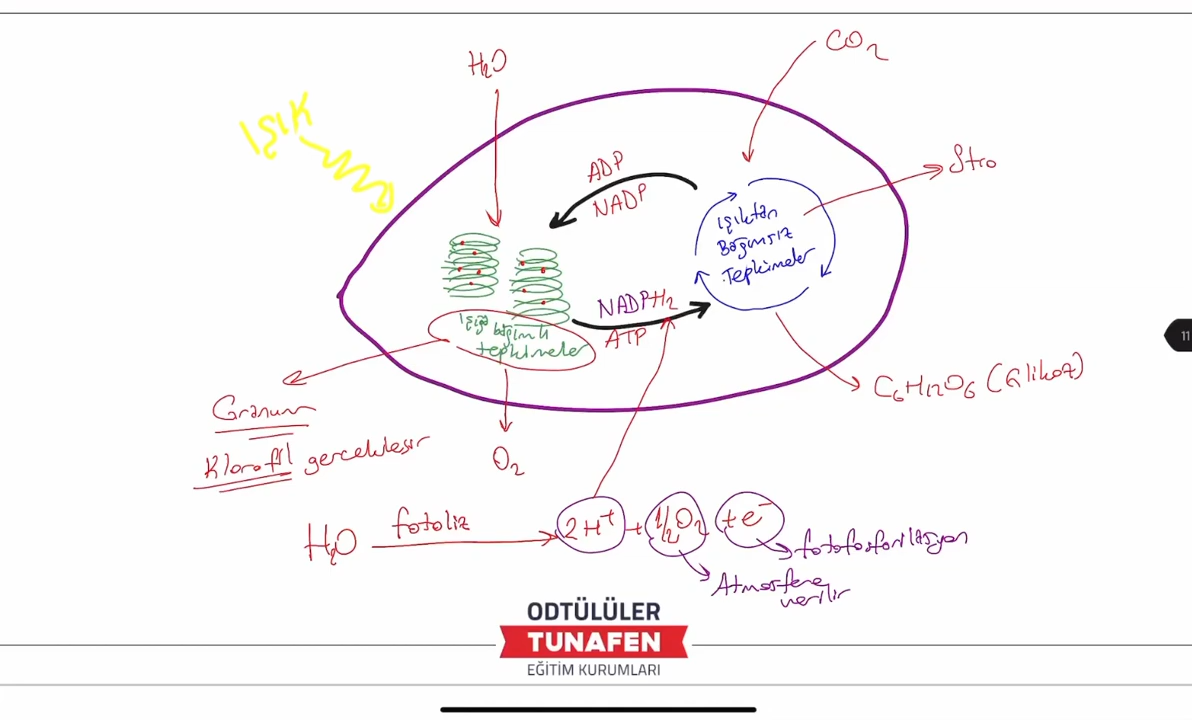 H₂O
CO₂
IŞIK
ADP
NADP
Stro
Işıktan
Bağımsız
Tepkimeler
NADPH₂
ATP
Işığa bağımlı
tepkimeler
11
C₆H₁₂O₆ (Glikoz)
Granum
Klorofil gerçekleşir
O₂
H₂O fotoliz 2H⁺ + ½O₂ + e⁻
fotofosforilasyon
Atmosfere
verilir
ODTÜLÜLER
TUNAFEN
EĞİTİM KURUMLARI